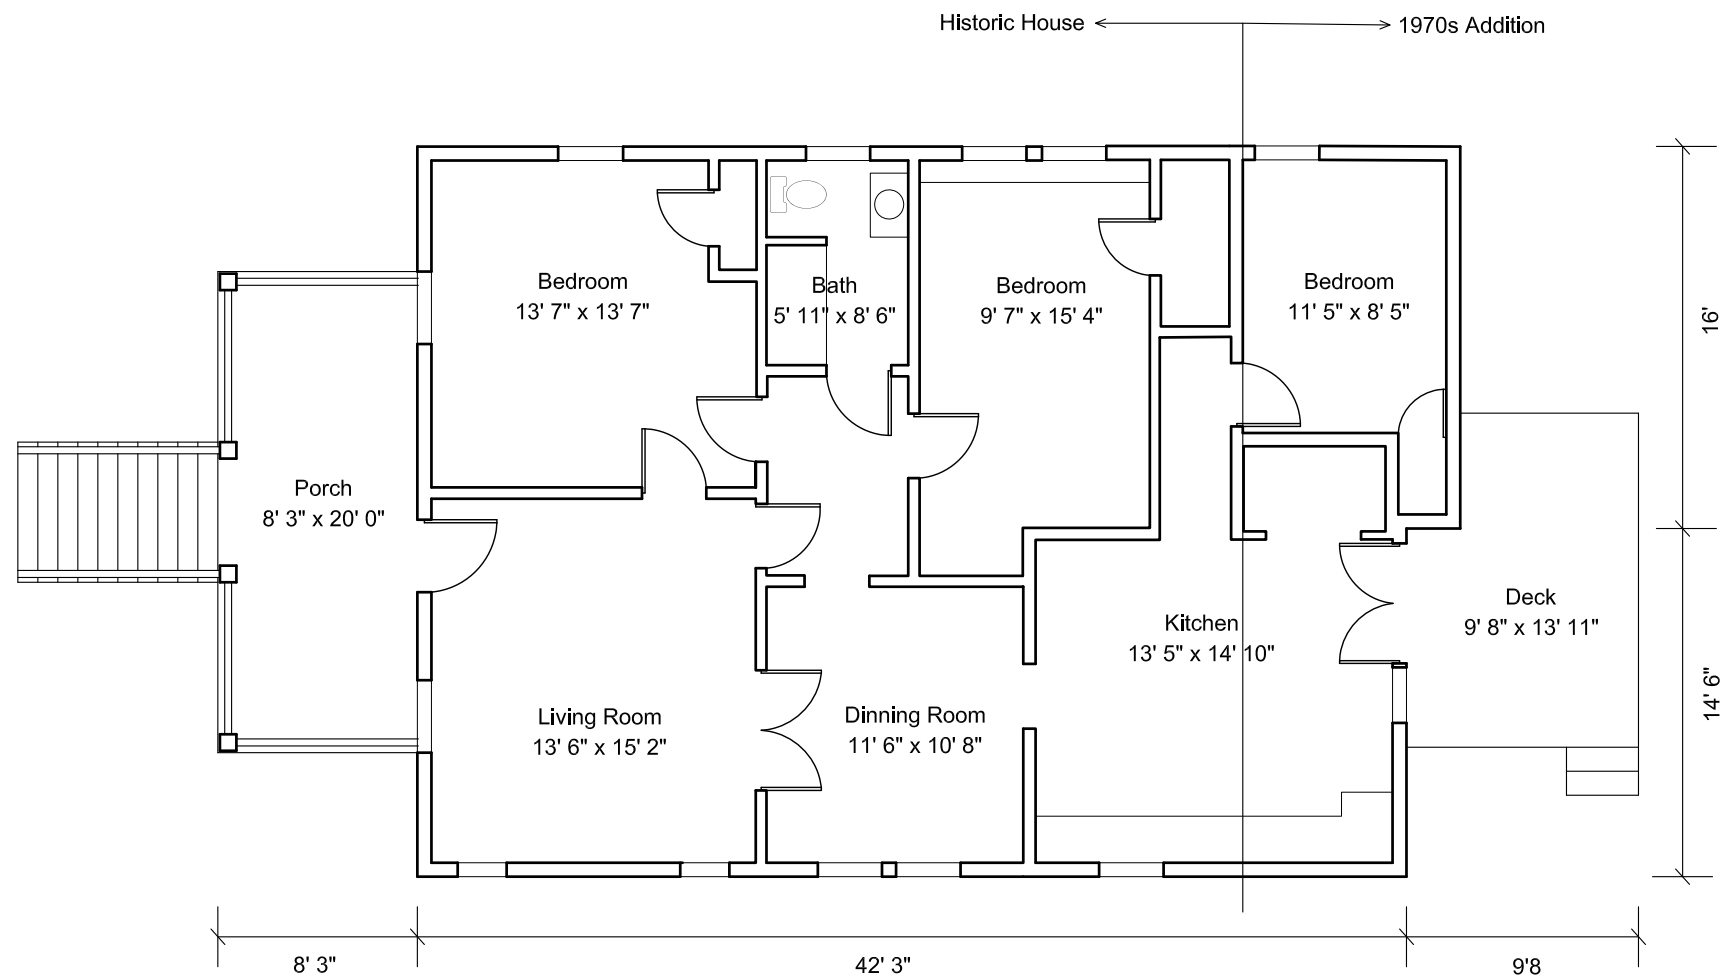 Historic House
1970s Addition
Bedroom
13' 7" x 13' 7"
Bath
5' 11" x 8' 6"
Bedroom
9' 7" x 15' 4"
Bedroom
11' 5" x 8' 5"
16'
Porch
8' 3" x 20' 0"
Living Room
13' 6" x 15' 2"
Dinning Room
11' 6" x 10' 8"
Kitchen
13' 5" x 14' 10"
Deck
9' 8" x 13' 11"
14' 6"
8' 3"
42' 3"
9'8